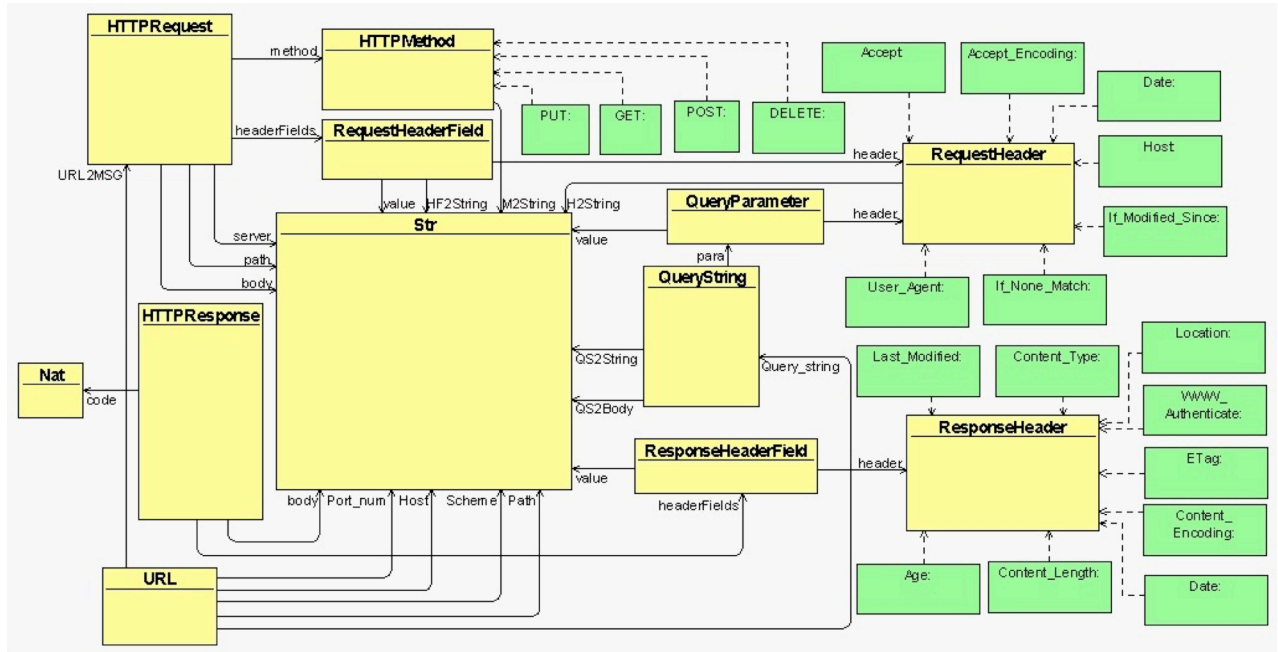 HTTPRequest
HTTPMethod
method
Accept
Accept_Encoding:
Date:
PUT:
GET:
POST:
DELETE:
headerFields
RequestHeaderField
header
RequestHeader
Host
URL2MSG
value
HF2String
M2String
H2String
QueryParameter
header
Str
value
If_Modified_Since:
server
path
body
para
QueryString
User_Agent:
If_None_Match:
HTTPResponse
Location:
Nat
code
QS2String
Query_string
Last_Modified:
Content_Type:
QS2Body
WWW_
Authenticate:
ResponseHeader
ResponseHeaderField
value
header
ETag:
body
Port_num
Host
Scheme
Path
headerFields
Content_
Encoding:
URL
Age:
Content_Length:
Date: